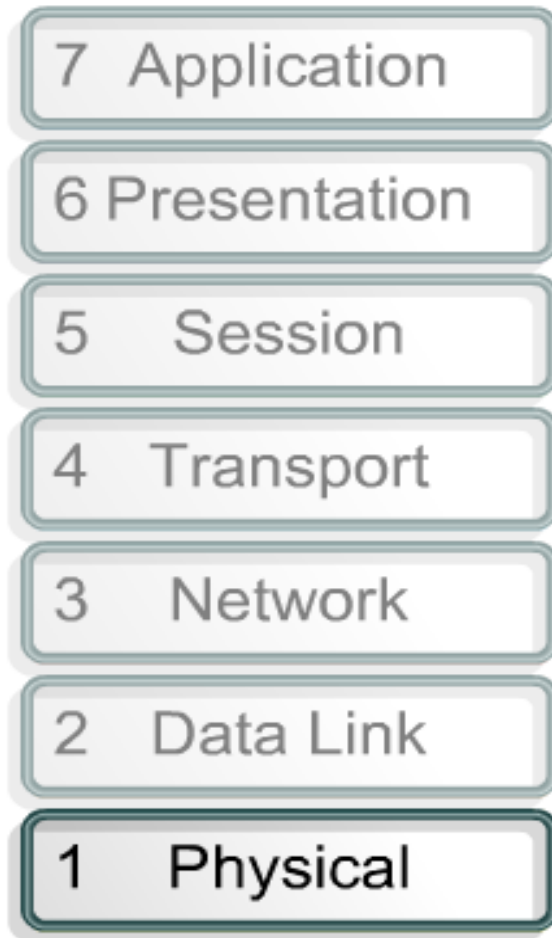 7 Application
6 Presentation
5 Session
4 Transport
3 Network
2 Data Link
1 Physical